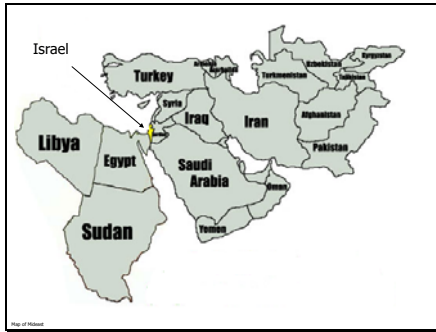 Israel
Turkey
Armenia
Azerbaijan
Uzbekistan
Kyrgyzstan
Turkmenistan
Tajikistan
Syria
Iraq
Iran
Afghanistan
Pakistan
Libya
Egypt
Saudi
Arabia
Oman
Yemen
Sudan
Map of Mideast